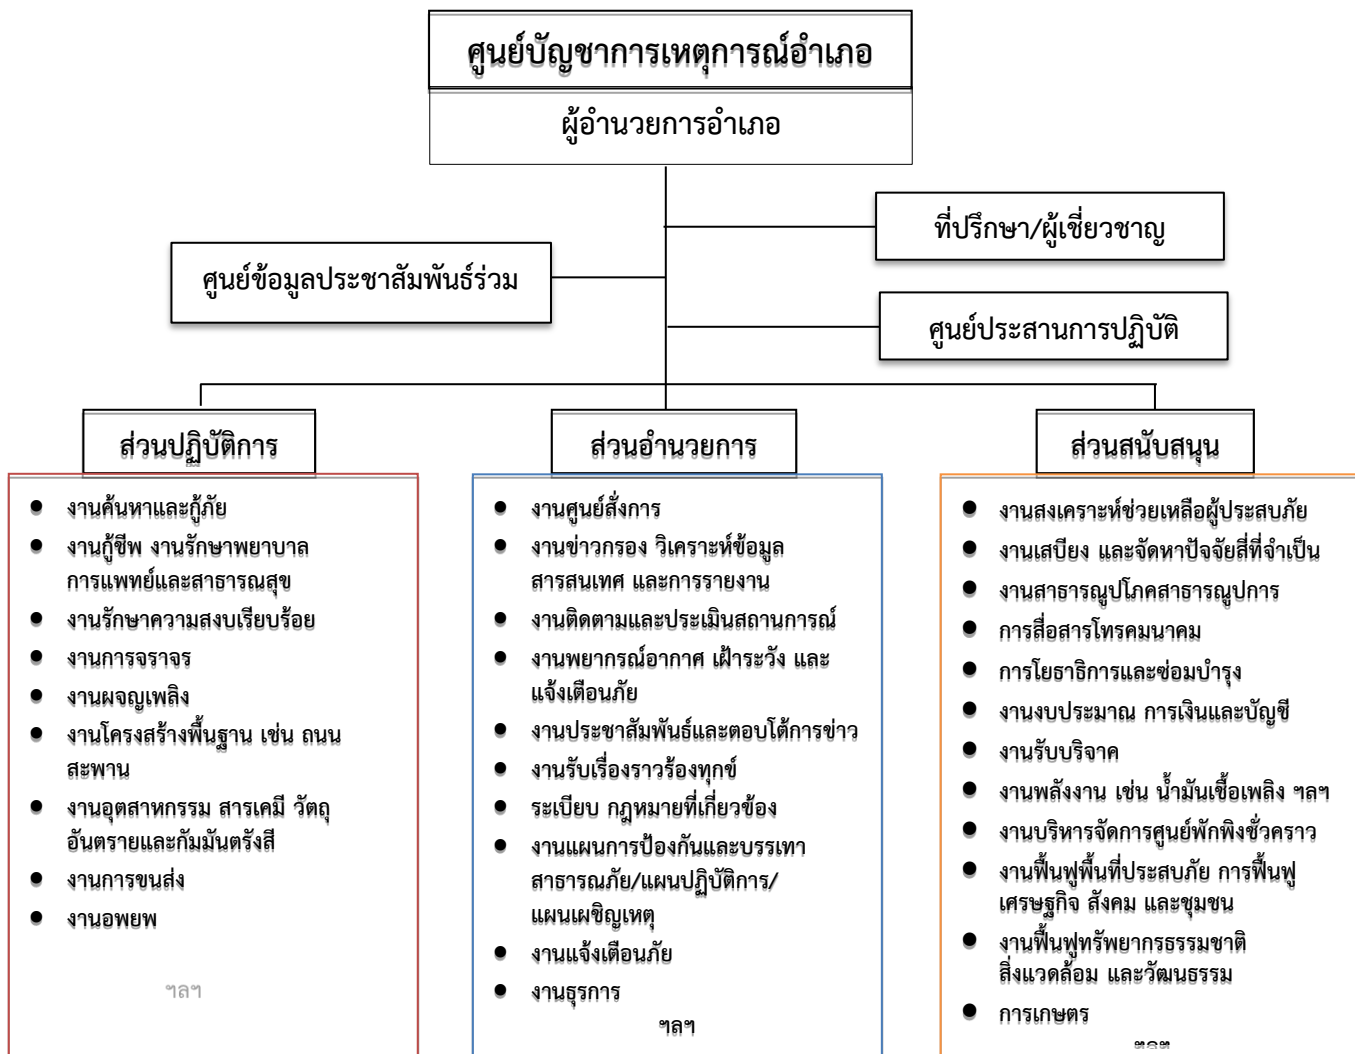 ศูนย์บัญชาการเหตุการณ์อำเภอ
ผู้อำนวยการอำเภอ
ที่ปรึกษา/ผู้เชี่ยวชาญ
ศูนย์ข้อมูลประชาสัมพันธ์ร่วม
ศูนย์ประสานการปฏิบัติ
ส่วนปฏิบัติการ
● งานค้นหาและกู้ภัย
● งานกู้ชีพ งานรักษาพยาบาล
การแพทย์และสาธารณสุข
● งานรักษาความสงบเรียบร้อย
● งานการจราจร
● งานผจญเพลิง
● งานโครงสร้างพื้นฐาน เช่น ถนน
สะพาน
● งานอุตสาหกรรม สารเคมี วัตถุ
อันตรายและกัมมันตรังสี
● งานการขนส่ง
● งานอพยพ
ฯลฯ
ส่วนอำนวยการ
● งานศูนย์สั่งการ
● งานข่าวกรอง วิเคราะห์ข้อมูล
สารสนเทศ และการรายงาน
● งานติดตามและประเมินสถานการณ์
● งานพยากรณ์อากาศ เฝ้าระวัง และ
แจ้งเตือนภัย
● งานประชาสัมพันธ์และตอบโต้การข่าว
● งานรับเรื่องราวร้องทุกข์
● ระเบียบ กฎหมายที่เกี่ยวข้อง
● งานแผนการป้องกันและบรรเทา
สาธารณภัย/แผนปฏิบัติการ/
แผนเผชิญเหตุ
● งานแจ้งเตือนภัย
● งานธุรการ
ฯลฯ
ส่วนสนับสนุน
● งานสงเคราะห์ช่วยเหลือผู้ประสบภัย
● งานเสบียง และจัดหาปัจจัยสี่ที่จำเป็น
● งานสาธารณูปโภคสาธารณูปการ
● การสื่อสารโทรคมนาคม
● การโยธาธิการและซ่อมบำรุง
● งานงบประมาณ การเงินและบัญชี
● งานรับบริจาค
● งานพลังงาน เช่น น้ำมันเชื้อเพลิง ฯลฯ
● งานบริหารจัดการศูนย์พักพิงชั่วคราว
● งานฟื้นฟูพื้นที่ประสบภัย การฟื้นฟู
เศรษฐกิจ สังคม และชุมชน
● งานฟื้นฟูทรัพยากรธรรมชาติ
สิ่งแวดล้อม และวัฒนธรรม
● การเกษตร